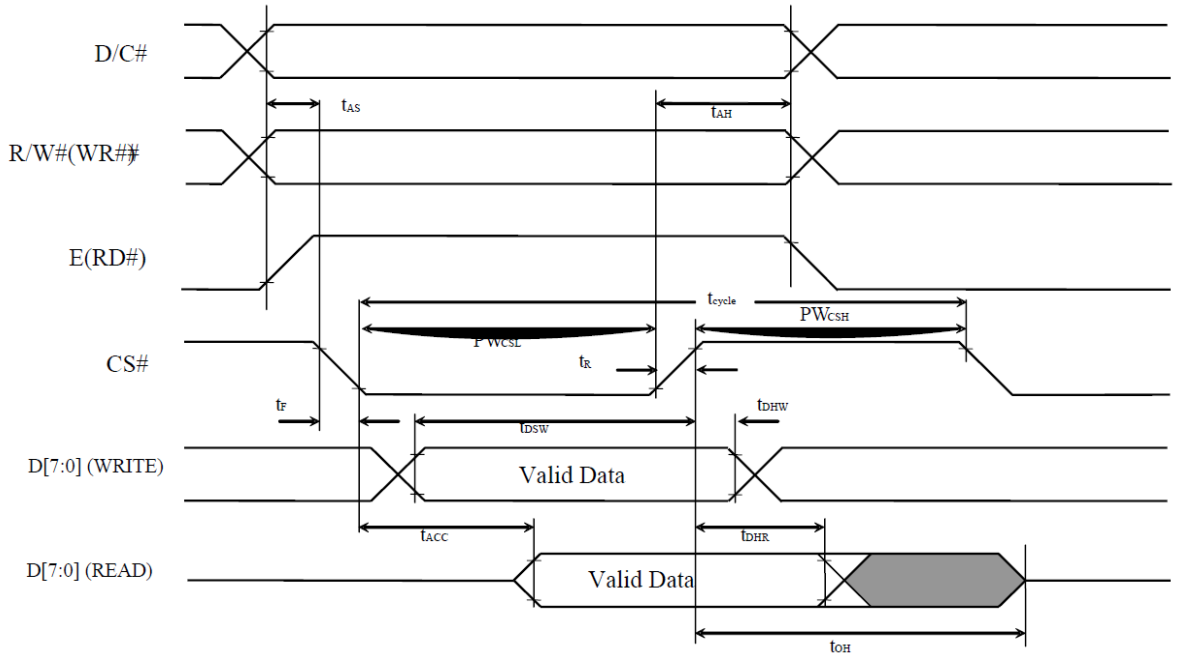 D/C#
tAS
tAH
R/W#(WR##
E(RD#)
tcycle
PWCSH
PWCSL
CS#
tR
tF
tDSW
tDHW
D[7:0] (WRITE)
Valid Data
tACC
tDHR
D[7:0] (READ)
Valid Data
tOH